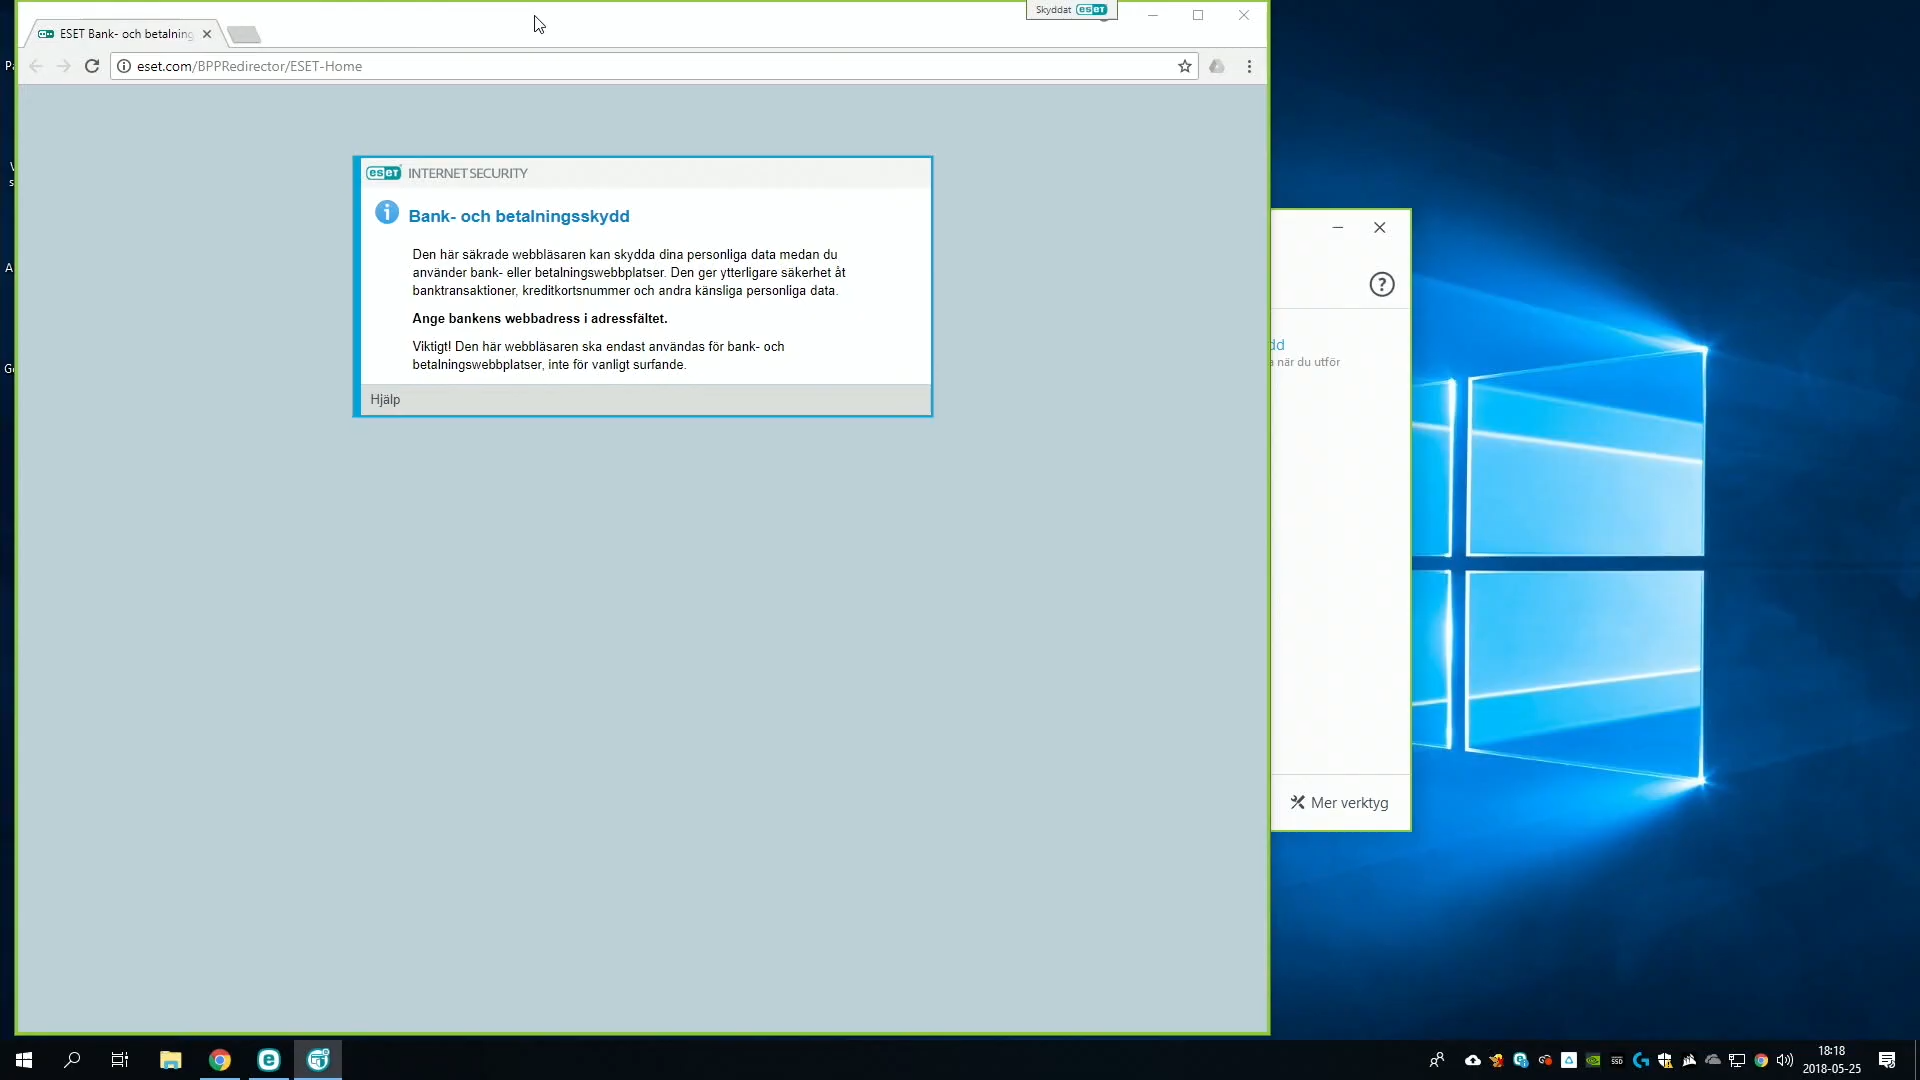 Skyddat eset
ESET Bank- och betalning
eset.com/BPPRedirector/ESET-Home
eset INTERNET SECURITY
Bank- och betalningsskydd
Den här säkrade webbläsaren kan skydda dina personliga data medan du
använder bank- eller betalningswebbplatser. Den ger ytterligare säkerhet åt
banktransaktioner, kreditkortsnummer och andra känsliga personliga data.
Ange bankens webbadress i adressfältet.
Viktigt! Den här webbläsaren ska endast användas för bank- och
betalningswebbplatser, inte för vanligt surfande.
Hjälp
dd
a när du utför
Mer verktyg
18:18
2018-05-25